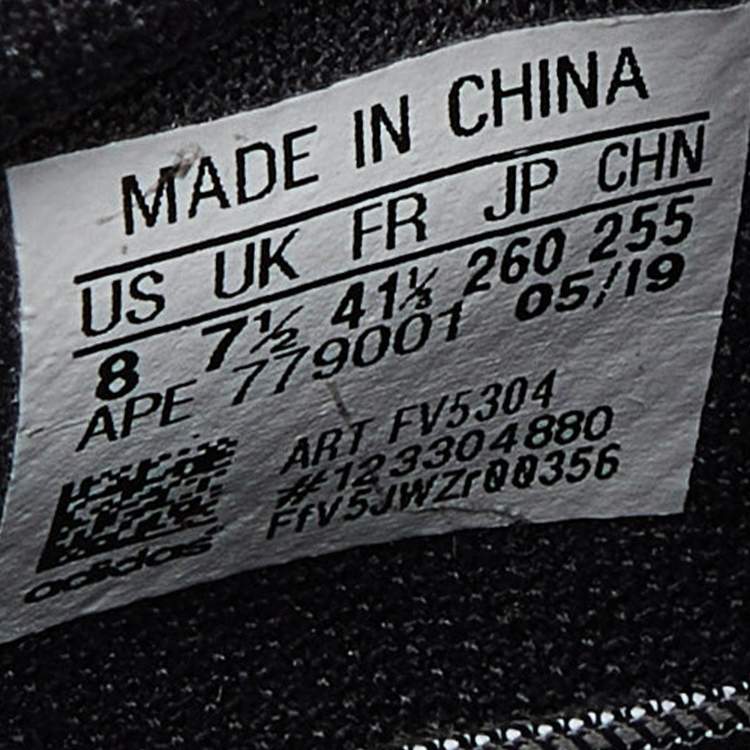 MADE IN CHINA
US UK FR JP CHN
8 7½ 41⅓ 260 255
APE 779001 05/19
ART FV5304
#123304880
FfV5JWZr00356
adidas